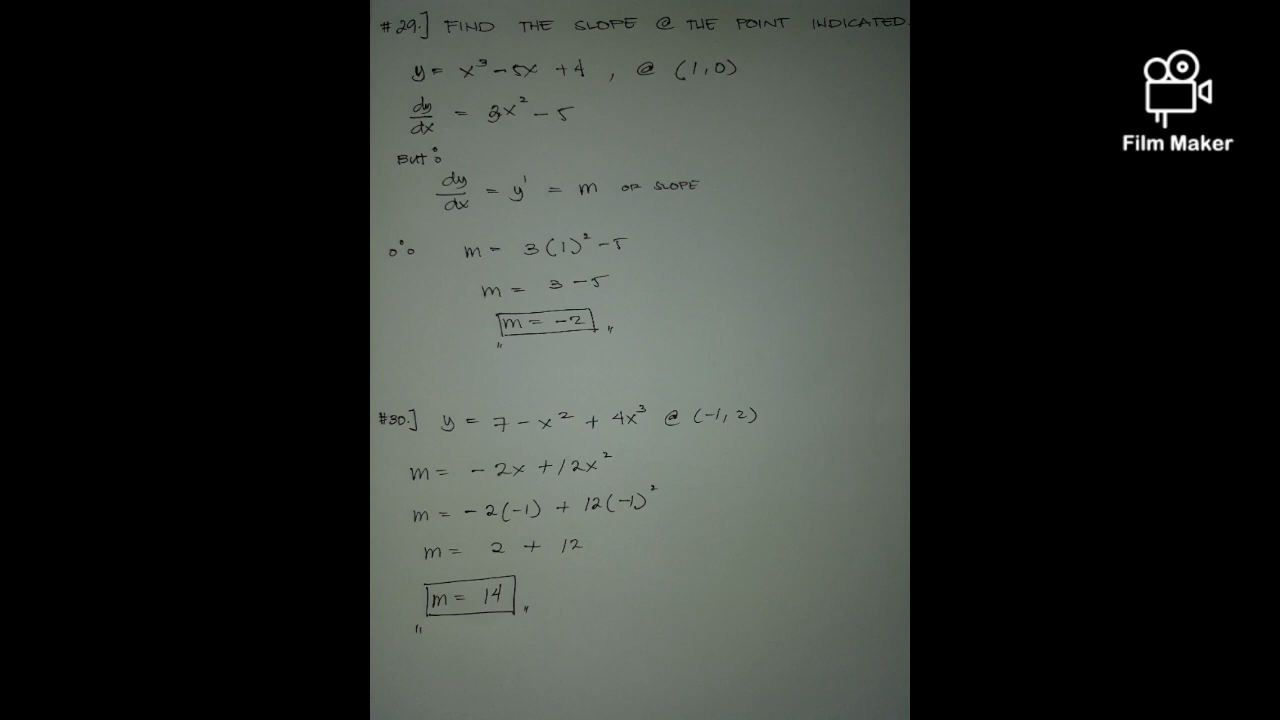 #29.] FIND THE SLOPE @ THE POINT INDICATED.
y = x³ - 5x + 4 , @ (1,0)
dy/dx = 3x² - 5
BUT:
dy/dx = y' = m OR SLOPE
∴ m = 3(1)² - 5
m = 3 - 5
m = -2
#30.] y = 7 - x² + 4x³ @ (-1, 2)
m = - 2x + 12x²
m = - 2(-1) + 12(-1)²
m = 2 + 12
m = 14
Film Maker